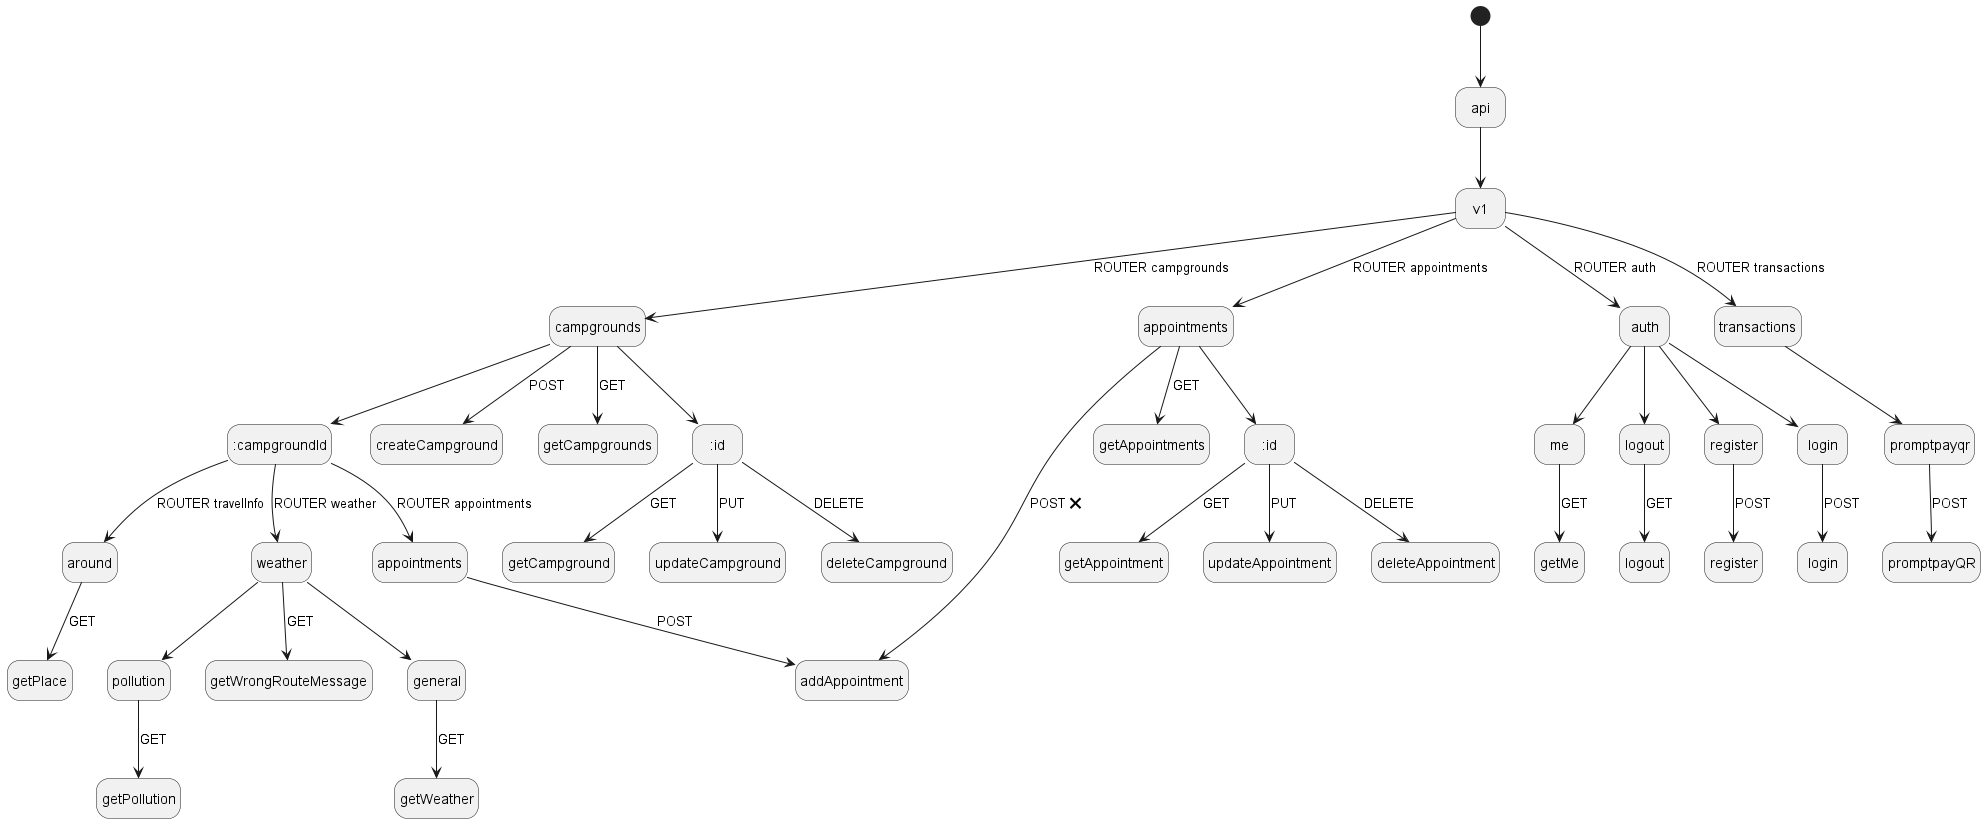 api
v1
ROUTER campgrounds
ROUTER appointments
ROUTER auth
ROUTER transactions
campgrounds
appointments
auth
transactions
POST
GET
GET
:campgroundId
createCampground
getCampgrounds
:id
getAppointments
:id
me
logout
register
login
promptpayqr
ROUTER travelInfo
ROUTER weather
ROUTER appointments
GET
PUT
DELETE
POST ❌
GET
PUT
DELETE
GET
GET
POST
POST
POST
around
weather
appointments
getCampground
updateCampground
deleteCampground
getAppointment
updateAppointment
deleteAppointment
getMe
logout
register
login
promptpayQR
GET
GET
POST
getPlace
pollution
getWrongRouteMessage
general
addAppointment
GET
GET
getPollution
getWeather